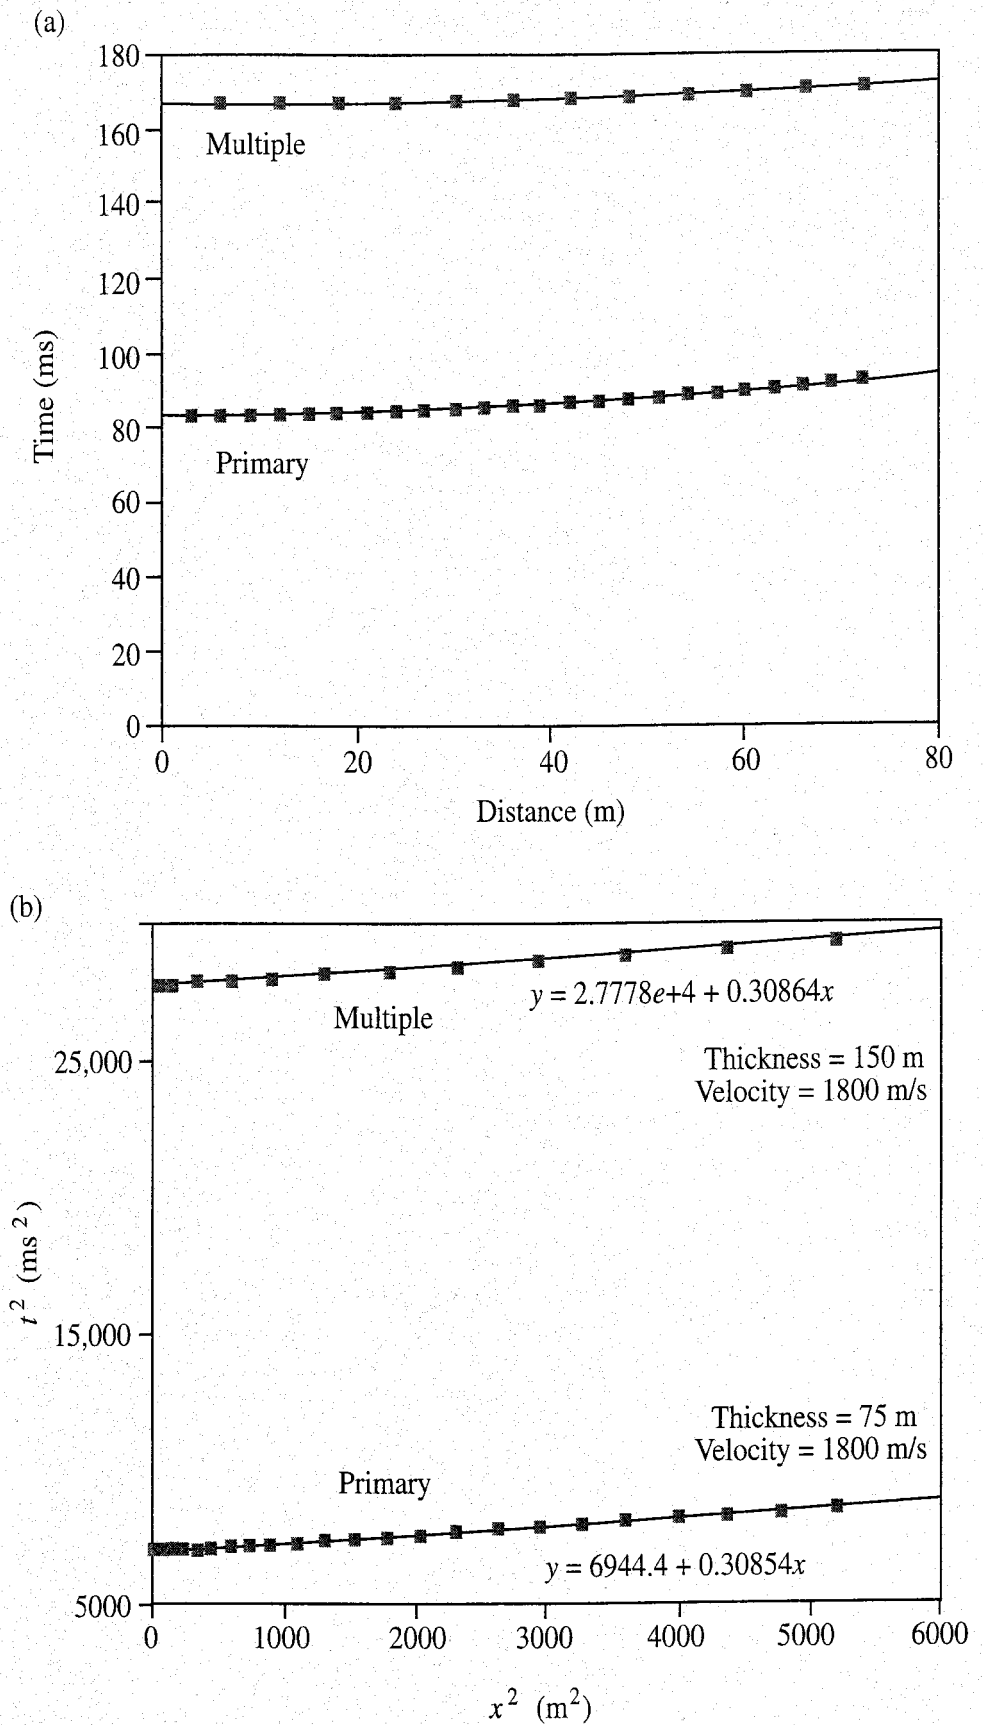 (a)
180
160
140
120
100
80
60
40
20
0
Time (ms)
Multiple
Primary
0 20 40 60 80
Distance (m)
(b)
y = 2.7778e+4 + 0.30864x
Multiple
25,000
Thickness = 150 m
Velocity = 1800 m/s
t² (ms²)
15,000
Thickness = 75 m
Velocity = 1800 m/s
Primary
y = 6944.4 + 0.30854x
5000
0 1000 2000 3000 4000 5000 6000
x² (m²)